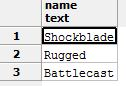 name
text
1 Shockblade
2 Rugged
3 Battlecast